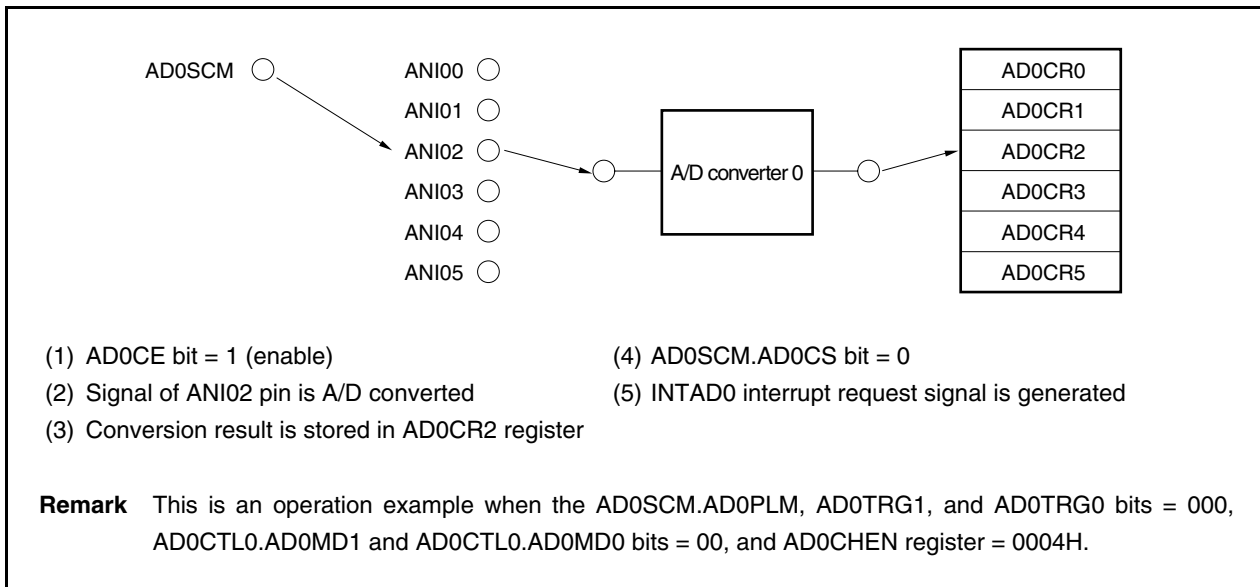 AD0SCM
ANI00
ANI01
ANI02
ANI03
ANI04
ANI05
A/D converter 0
AD0CR0
AD0CR1
AD0CR2
AD0CR3
AD0CR4
AD0CR5
(1) AD0CE bit = 1 (enable)
(2) Signal of ANI02 pin is A/D converted
(3) Conversion result is stored in AD0CR2 register
(4) AD0SCM.AD0CS bit = 0
(5) INTAD0 interrupt request signal is generated
Remark This is an operation example when the AD0SCM.AD0PLM, AD0TRG1, and AD0TRG0 bits = 000,
AD0CTL0.AD0MD1 and AD0CTL0.AD0MD0 bits = 00, and AD0CHEN register = 0004H.